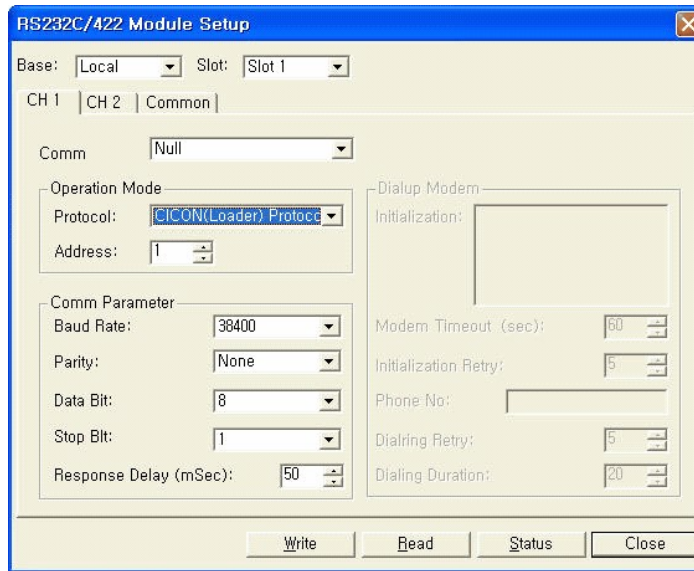 RS232C/422 Module Setup
Base: Local Slot: Slot 1
CH 1 CH 2 Common
Comm Null
Operation Mode
Protocol: CICON(Loader) Protocc
Address: 1
Comm Parameter
Baud Rate: 38400
Parity: None
Data Bit: 8
Stop BIt: 1
Response Delay (mSec): 50
Dialup Modem
Initialization:
Modem Timeout (sec): 60
Initialization Retry: 5
Phone No:
Dialring Retry: 5
Dialing Duration: 20
Write Read Status Close